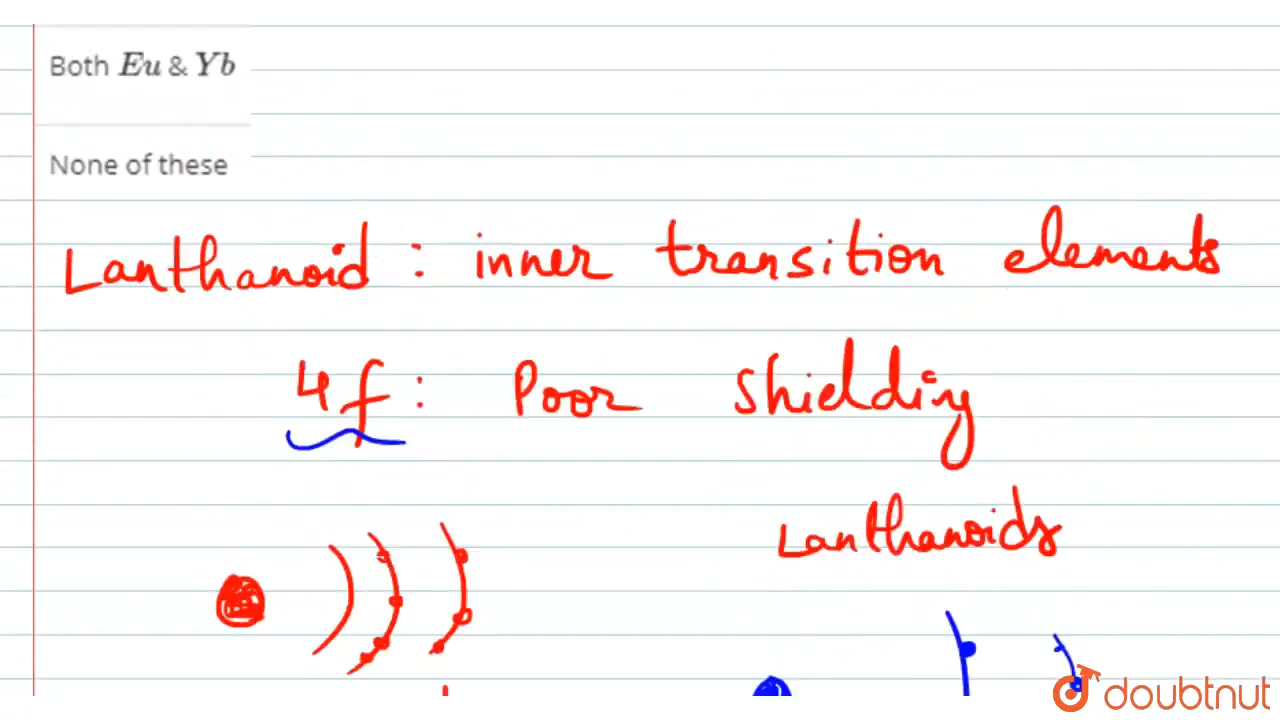 Both Eu & Yb
None of these
Lanthanoid : inner transition elements
4f : Poor shielding
Lanthanoids
doubtnut